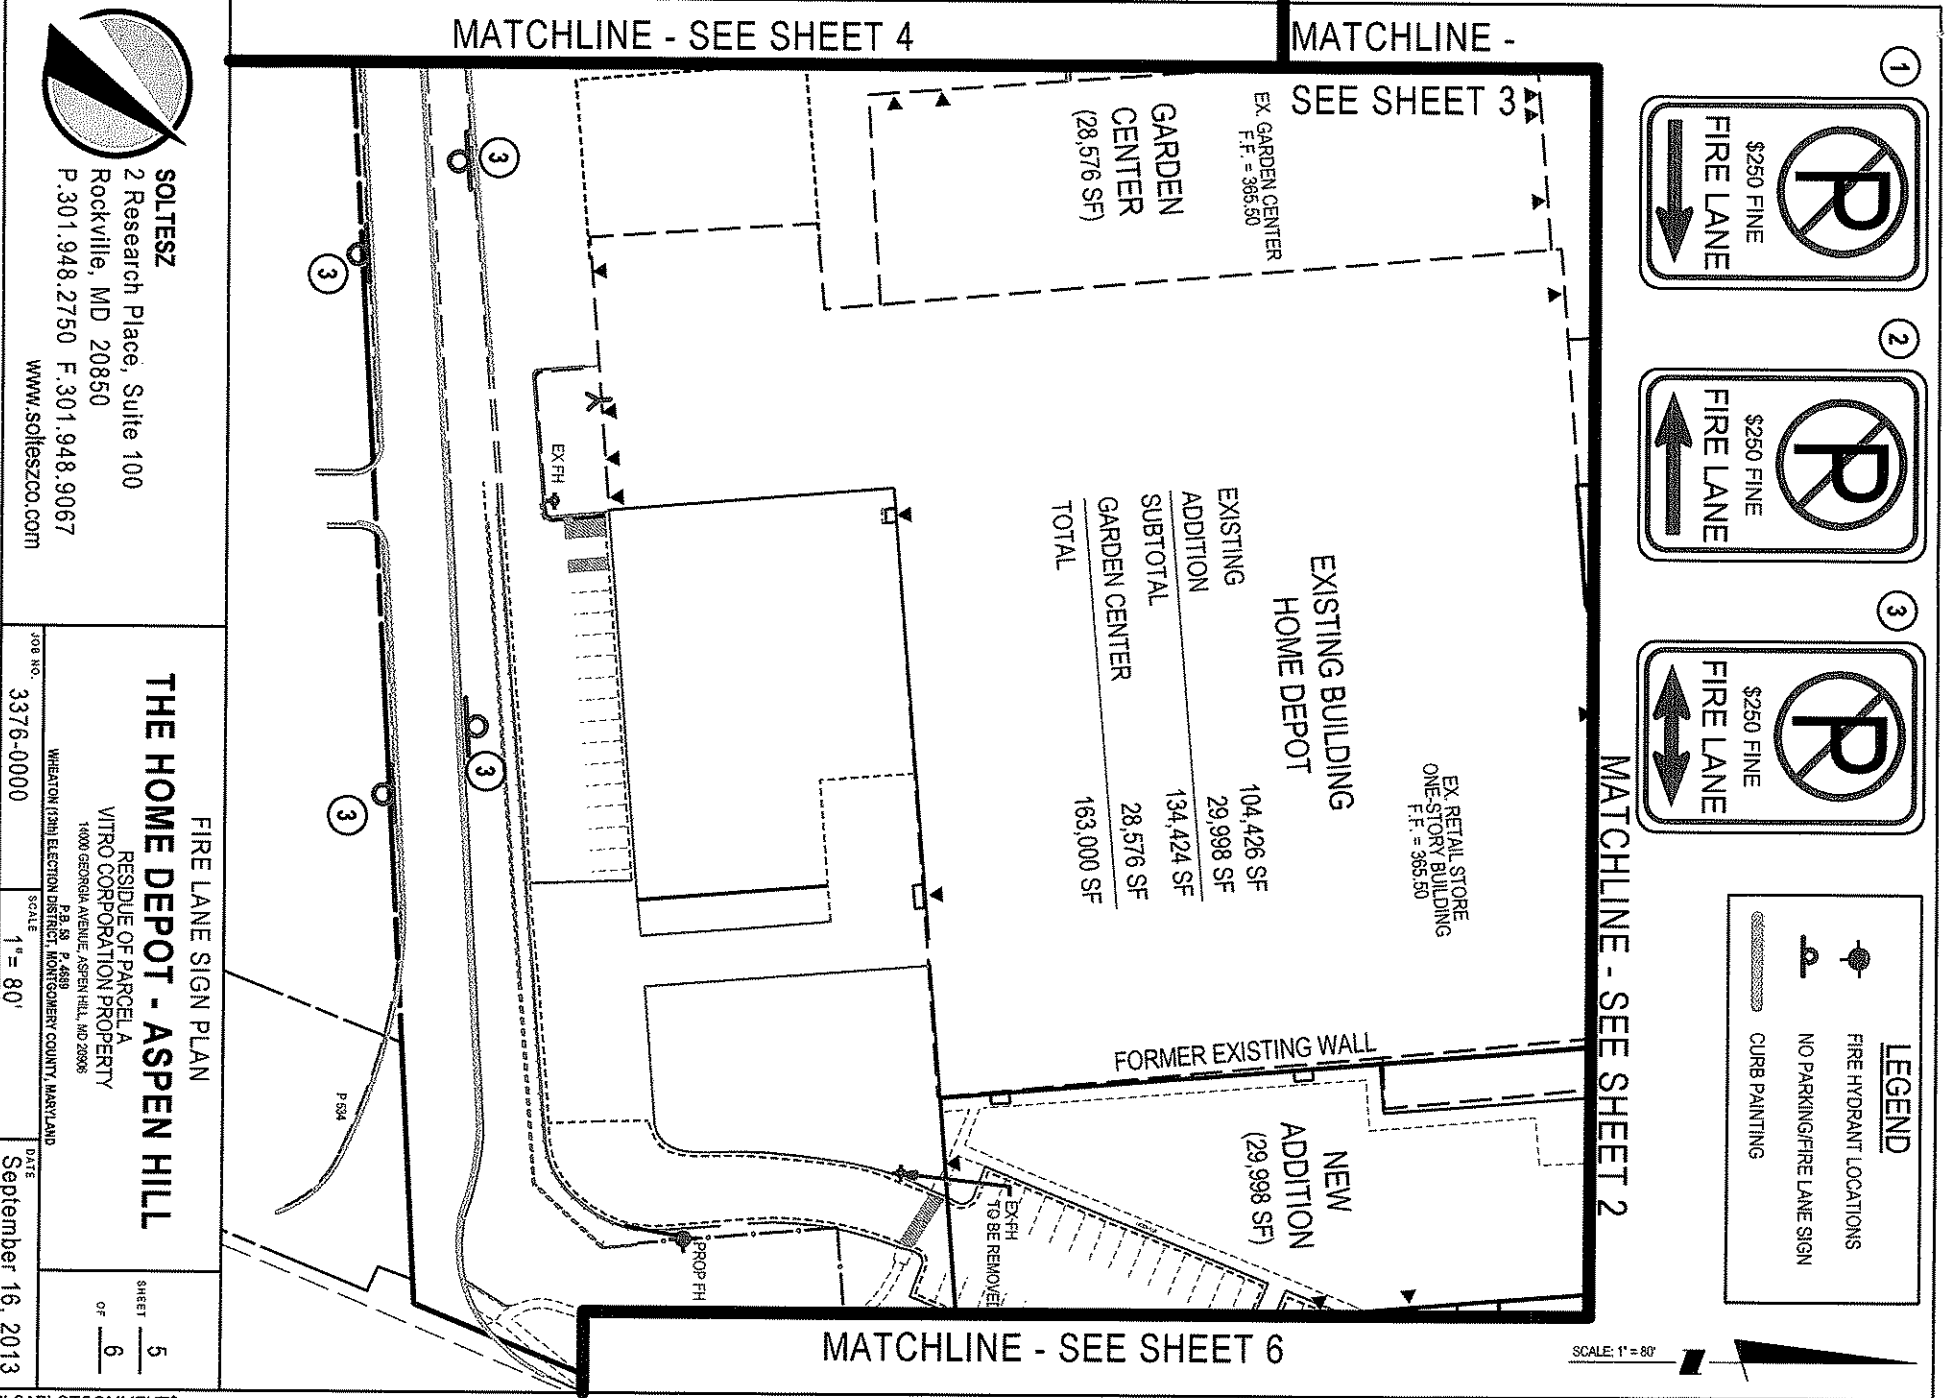 MATCHLINE - SEE SHEET 4
MATCHLINE -
SEE SHEET 3
1
P
$250 FINE
FIRE LANE
2
P
$250 FINE
FIRE LANE
3
P
$250 FINE
FIRE LANE
LEGEND
FIRE HYDRANT LOCATIONS
NO PARKING/FIRE LANE SIGN
CURB PAINTING
MATCHLINE - SEE SHEET 2
EX. GARDEN CENTER
F.F. = 365.50
GARDEN
CENTER
(28,576 SF)
EX. RETAIL STORE
ONE-STORY BUILDING
F.F. = 365.50
EXISTING BUILDING
HOME DEPOT
EXISTING 104,426 SF
ADDITION 29,998 SF
SUBTOTAL 134,424 SF
GARDEN CENTER 28,576 SF
TOTAL 163,000 SF
FORMER EXISTING WALL
NEW
ADDITION
(29,998 SF)
EX FH
EX FH
TO BE REMOVED
PROP FH
3
3
3
3
P 534
MATCHLINE - SEE SHEET 6
SCALE: 1" = 80'
SOLTESZ
2 Research Place, Suite 100
Rockville, MD 20850
P.301.948.2750 F.301.948.9067
www.solteszco.com
FIRE LANE SIGN PLAN
THE HOME DEPOT - ASPEN HILL
RESIDUE OF PARCEL A
VITRO CORPORATION PROPERTY
14000 GEORGIA AVENUE, ASPEN HILL, MD 20906
P.B. 58 P. 4689
WHEATON (13th) ELECTION DISTRICT, MONTGOMERY COUNTY, MARYLAND
JOB NO. 3376-0000
SCALE 1" = 80'
DATE September 16, 2013
SHEET 5
OF 6